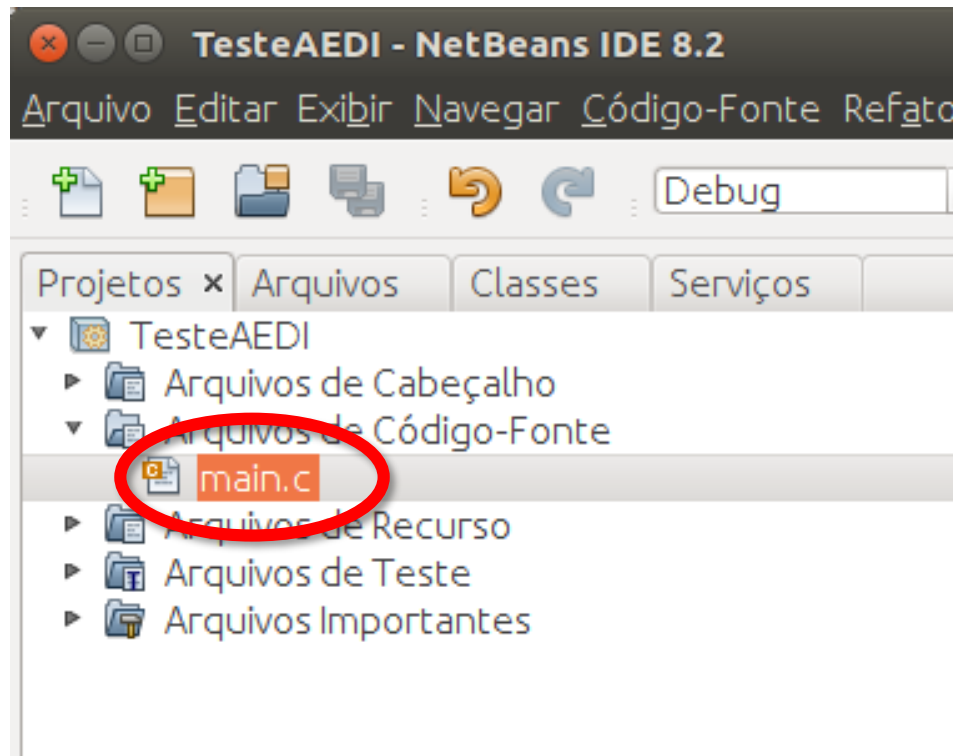 TesteAEDI - NetBeans IDE 8.2
Arquivo Editar Exibir Navegar Código-Fonte Refato
Debug
Projetos Arquivos Classes Serviços
TesteAEDI
Arquivos de Cabeçalho
Arquivos de Código-Fonte
main.c
Arquivos de Recurso
Arquivos de Teste
Arquivos Importantes